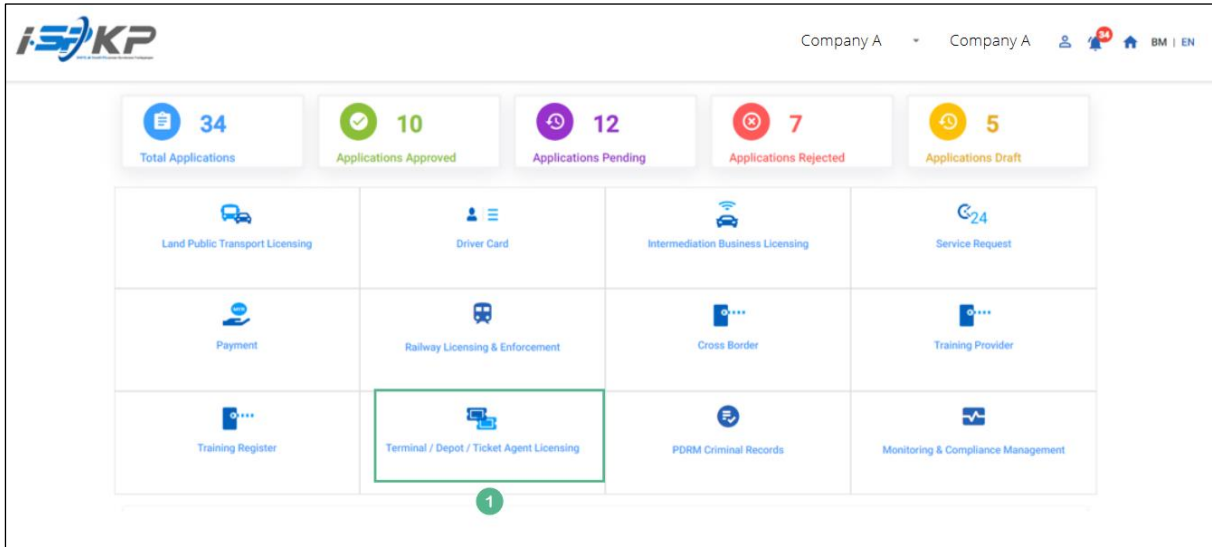 iSPKP
Company A Company A 34 BM | EN
34 10 12 7 5
Total Applications Applications Approved Applications Pending Applications Rejected Applications Draft
24
Land Public Transport Licensing Driver Card Intermediation Business Licensing Service Request
Payment Railway Licensing & Enforcement Cross Border Training Provider
Training Register Terminal / Depot / Ticket Agent Licensing PDRM Criminal Records Monitoring & Compliance Management
1